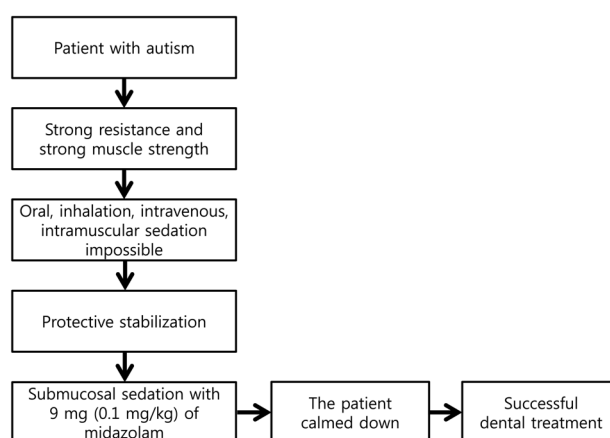 Patient with autism
Strong resistance and
strong muscle strength
Oral, inhalation, intravenous,
intramuscular sedation
impossible
Protective stabilization
Submucosal sedation with
9 mg (0.1 mg/kg) of
midazolam
The patient
calmed down
Successful
dental treatment